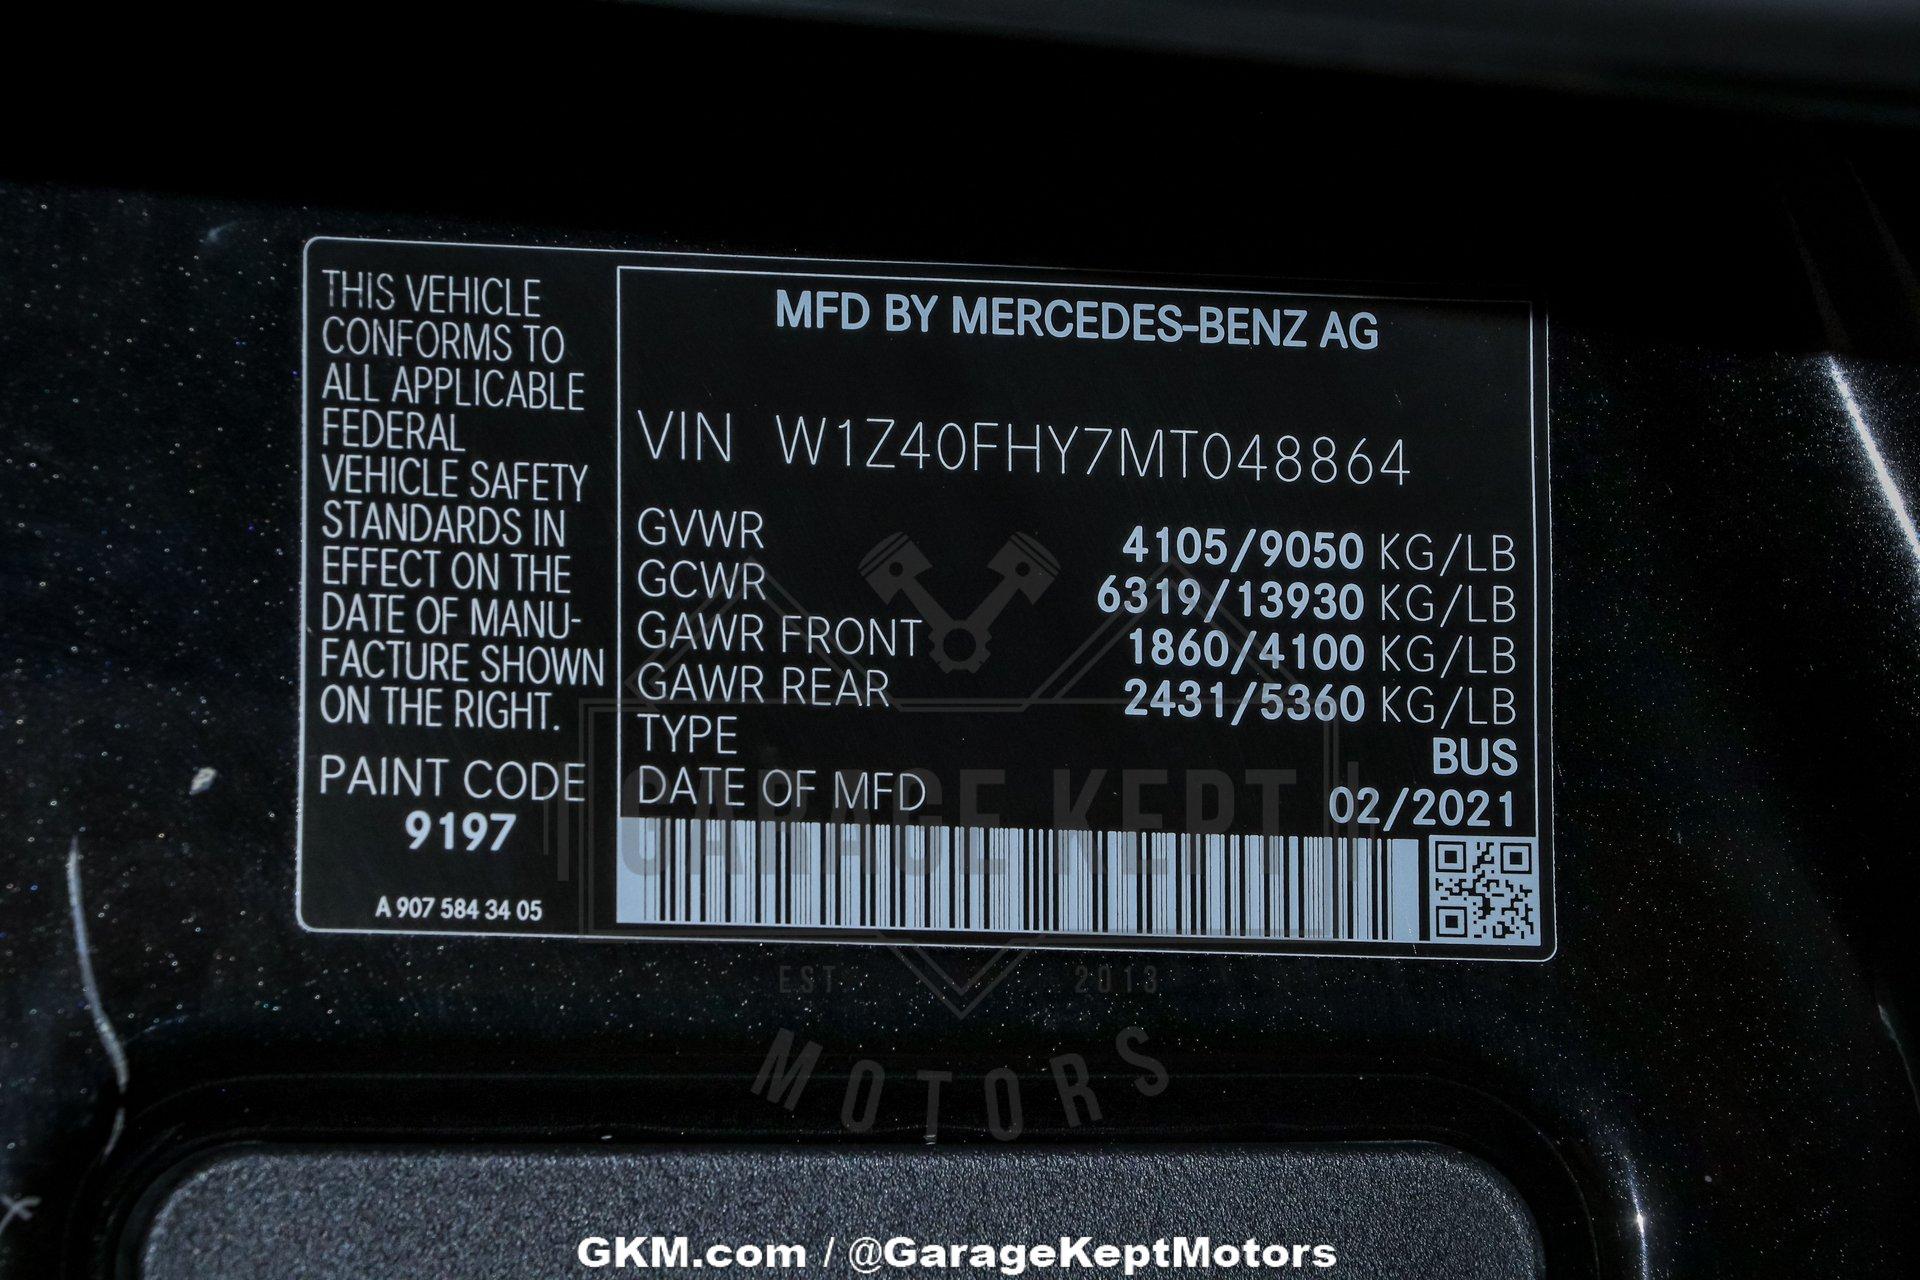 THIS VEHICLE
CONFORMS TO
ALL APPLICABLE
FEDERAL
VEHICLE SAFETY
STANDARDS IN
EFFECT ON THE
DATE OF MANU-
FACTURE SHOWN
ON THE RIGHT.
PAINT CODE
9197
A 907 584 34 05
MFD BY MERCEDES-BENZ AG
VIN W1Z40FHY7MT048864
GVWR 4105/9050 KG/LB
GCWR 6319/13930 KG/LB
GAWR FRONT 1860/4100 KG/LB
GAWR REAR 2431/5360 KG/LB
TYPE BUS
DATE OF MFD 02/2021
GARAGE KEPT
EST. 2013
MOTORS
GKM.com / @GarageKeptMotors